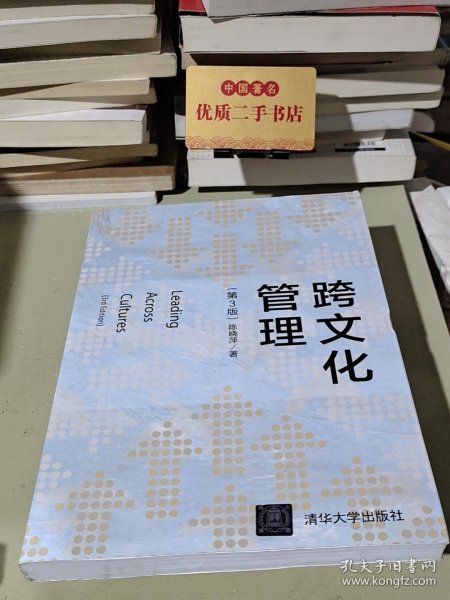 中国著名
优质二手书店
跨文化
管理
(第3版)
陈晓萍/著
Leading
Across
Cultures
(3rd Edition)
清华大学出版社
孔夫子旧书网
www.kongfz.com